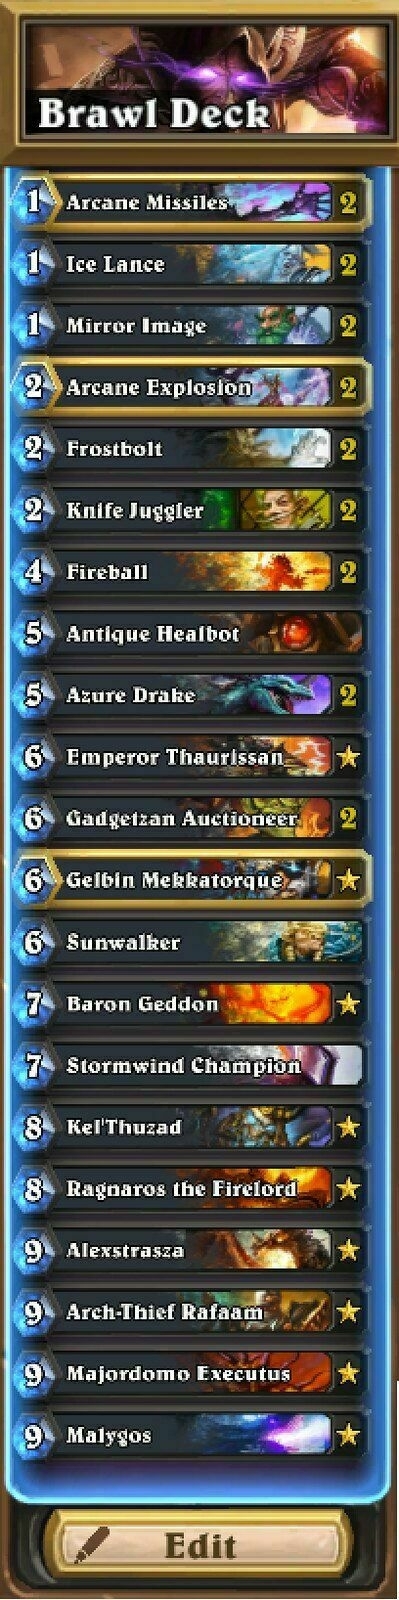 Brawl Deck
1 Arcane Missiles 2
1 Ice Lance 2
1 Mirror Image 2
2 Arcane Explosion 2
2 Frostbolt 2
2 Knife Juggler 2
4 Fireball 2
5 Antique Healbot
5 Azure Drake 2
6 Emperor Thaurissan
6 Gadgetzan Auctioneer 2
6 Gelbin Mekkatorque
6 Sunwalker
7 Baron Geddon
7 Stormwind Champion
8 Kel'Thuzad
8 Ragnaros the Firelord
9 Alexstrasza
9 Arch-Thief Rafaam
9 Majordomo Executus
9 Malygos
Edit